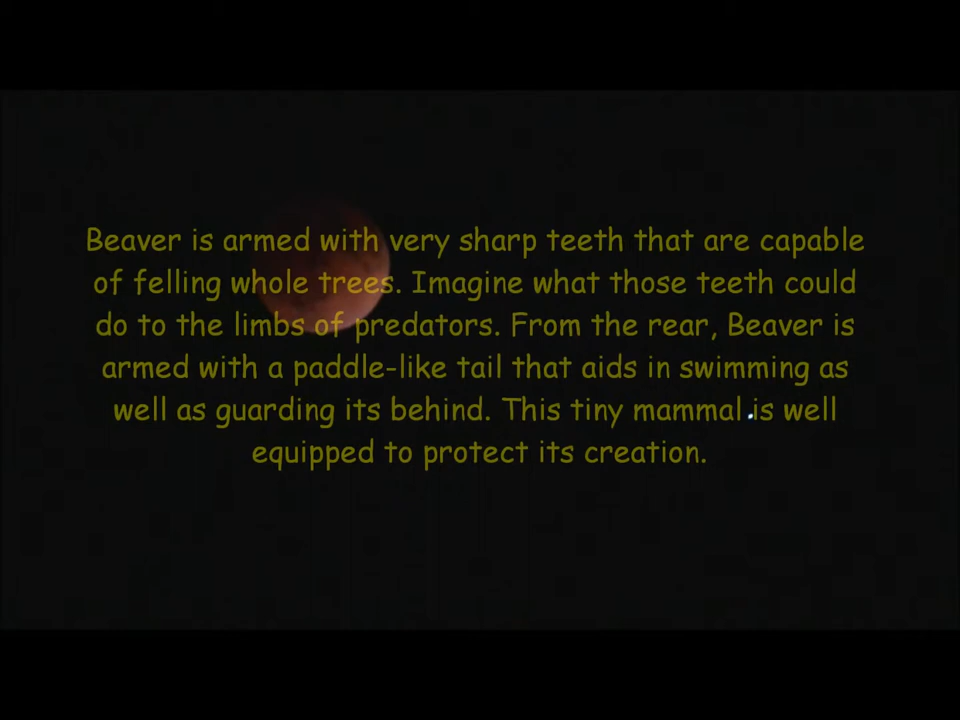 Beaver is armed with very sharp teeth that are capable
of felling whole trees. Imagine what those teeth could
do to the limbs of predators. From the rear, Beaver is
armed with a paddle-like tail that aids in swimming as
well as guarding its behind. This tiny mammal is well
equipped to protect its creation.